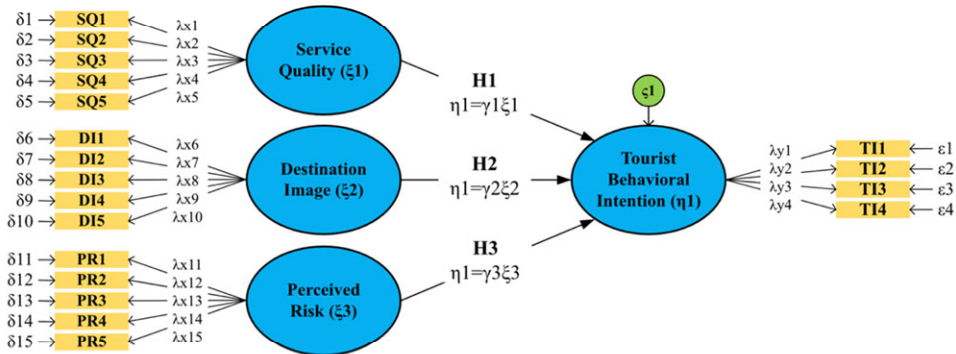 δ1 SQ1 λx1
δ2 SQ2 λx2
δ3 SQ3 λx3
δ4 SQ4 λx4
δ5 SQ5 λx5
Service
Quality (ξ1)
H1
η1=γ1ξ1
ς1
δ6 DI1 λx6
δ7 DI2 λx7
δ8 DI3 λx8
δ9 DI4 λx9
δ10 DI5 λx10
Destination
Image (ξ2)
H2
η1=γ2ξ2
Tourist
Behavioral
Intention (η1)
λy1 TI1 ε1
λy2 TI2 ε2
λy3 TI3 ε3
λy4 TI4 ε4
δ11 PR1 λx11
δ12 PR2 λx12
δ13 PR3 λx13
δ14 PR4 λx14
δ15 PR5 λx15
Perceived
Risk (ξ3)
H3
η1=γ3ξ3